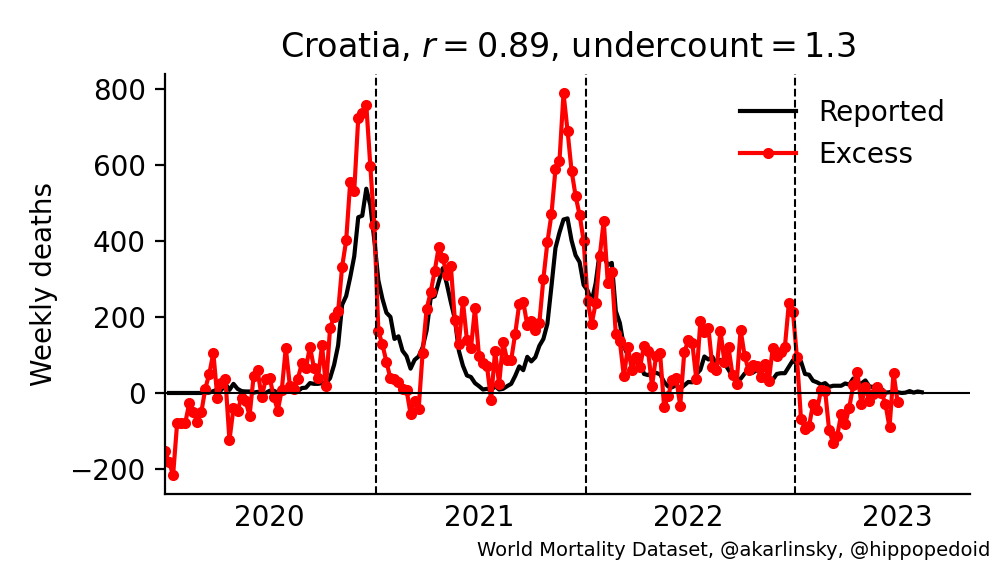 Croatia, r = 0.89, undercount = 1.3
800
600
400
200
0
−200
Weekly deaths
Reported
Excess
2020
2021
2022
2023
World Mortality Dataset, @akarlinsky, @hippopedoid